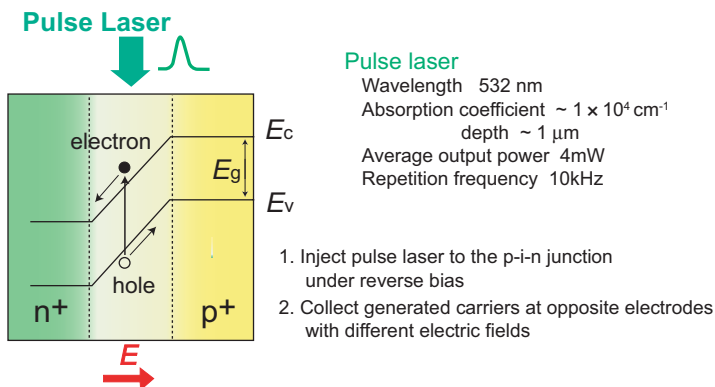 Pulse Laser
electron
Ec
Eg
Ev
hole
n+
p+
E
Pulse laser
Wavelength 532 nm
Absorption coefficient ~ 1 × 10⁴ cm⁻¹
depth ~ 1 μm
Average output power 4mW
Repetition frequency 10kHz
1. Inject pulse laser to the p-i-n junction
under reverse bias
2. Collect generated carriers at opposite electrodes
with different electric fields